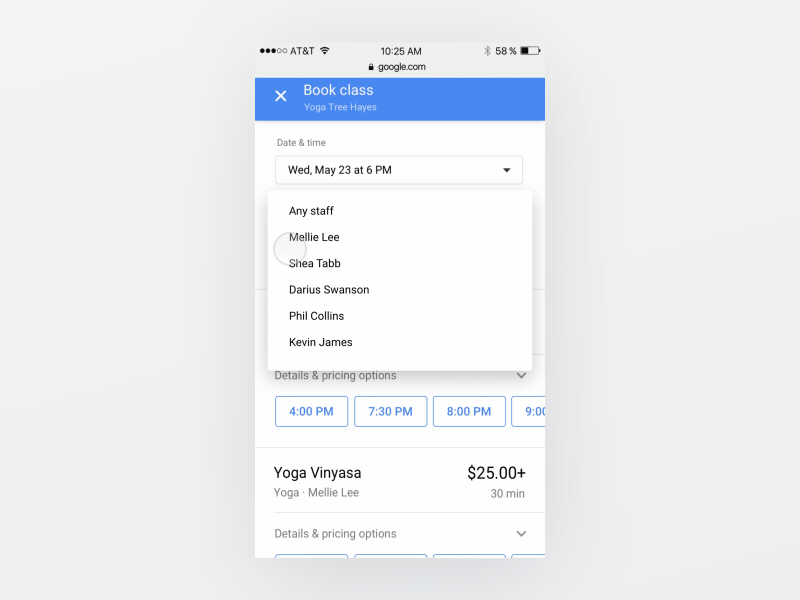 AT&T 10:25 AM 58 %
google.com
Book class
Yoga Tree Hayes
Date & time
Wed, May 23 at 6 PM
Any staff
Mellie Lee
Shea Tabb
Darius Swanson
Phil Collins
Kevin James
Details & pricing options
4:00 PM 7:30 PM 8:00 PM 9:00
Yoga Vinyasa $25.00+
Yoga · Mellie Lee 30 min
Details & pricing options